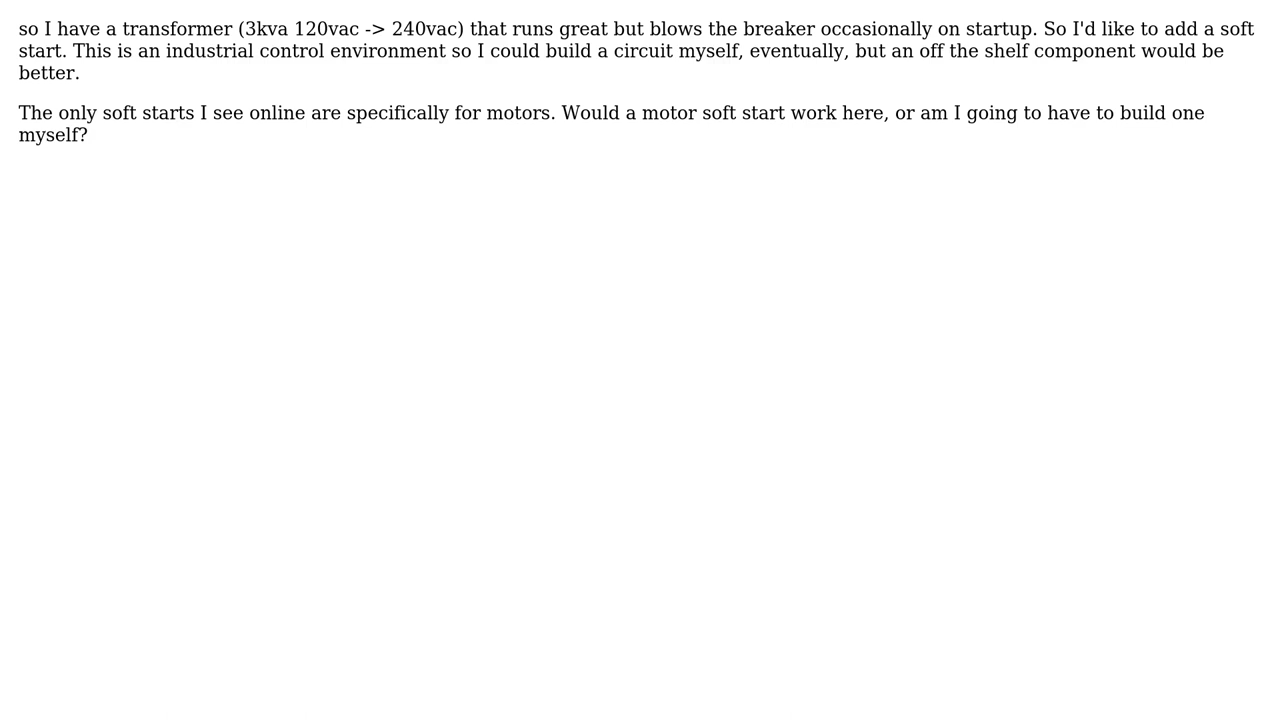 so I have a transformer (3kva 120vac -> 240vac) that runs great but blows the breaker occasionally on startup. So I'd like to add a soft
start. This is an industrial control environment so I could build a circuit myself, eventually, but an off the shelf component would be
better.
The only soft starts I see online are specifically for motors. Would a motor soft start work here, or am I going to have to build one
myself?